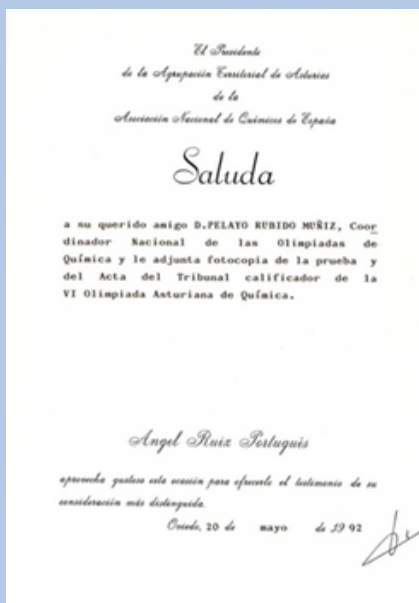 El Presidente
de la Agrupación Territorial de Asturias
de la
Asociación Nacional de Químicos de España
Saluda
a su querido amigo D.PELAYO RUBIDO MUÑIZ, Coor
dinador Nacional de las Olimpiadas de
Química y le adjunta fotocopia de la prueba y
del Acta del Tribunal calificador de la
VI Olimpiada Asturiana de Química.
Angel Ruiz Portugués
aprovecha gustoso esta ocasión para ofrecerle el testimonio de su
consideración más distinguida.
Oviedo, 20 de mayo de 1992